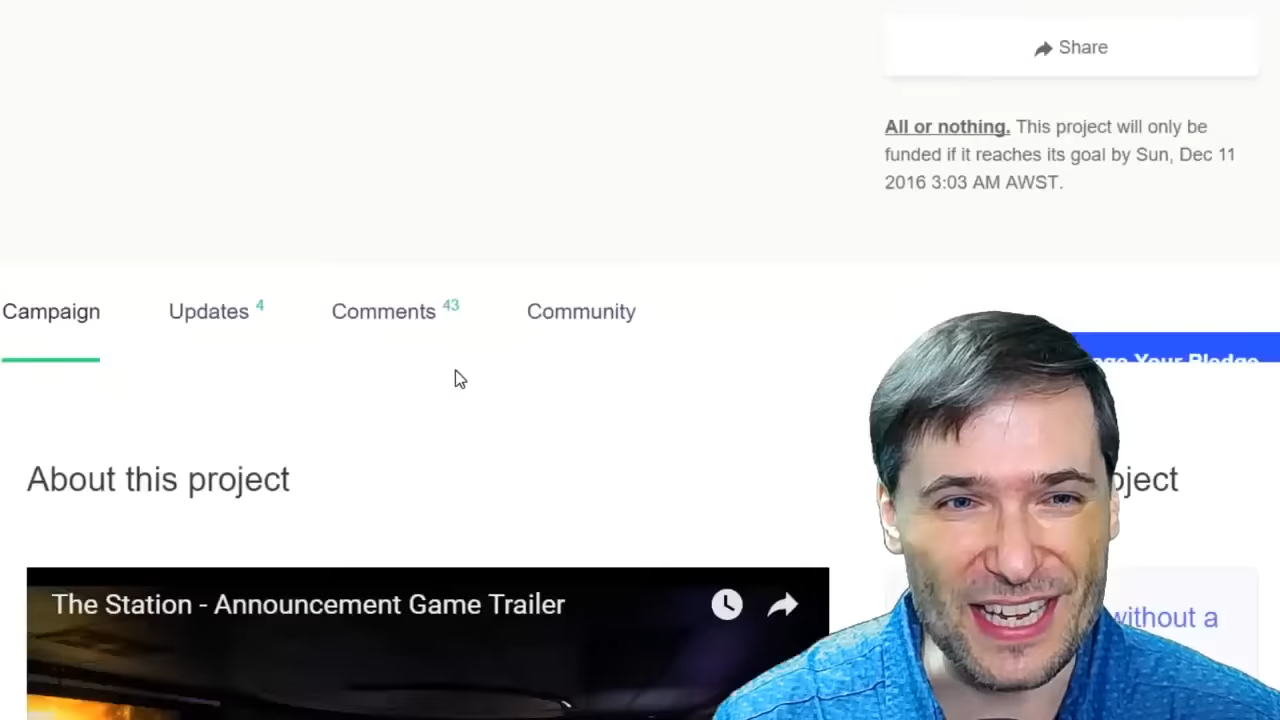 Share
All or nothing. This project will only be
funded if it reaches its goal by Sun, Dec 11
2016 3:03 AM AWST.
Campaign
Updates 4
Comments 43
Community
Your Pledge
About this project
The Station - Announcement Game Trailer
without a